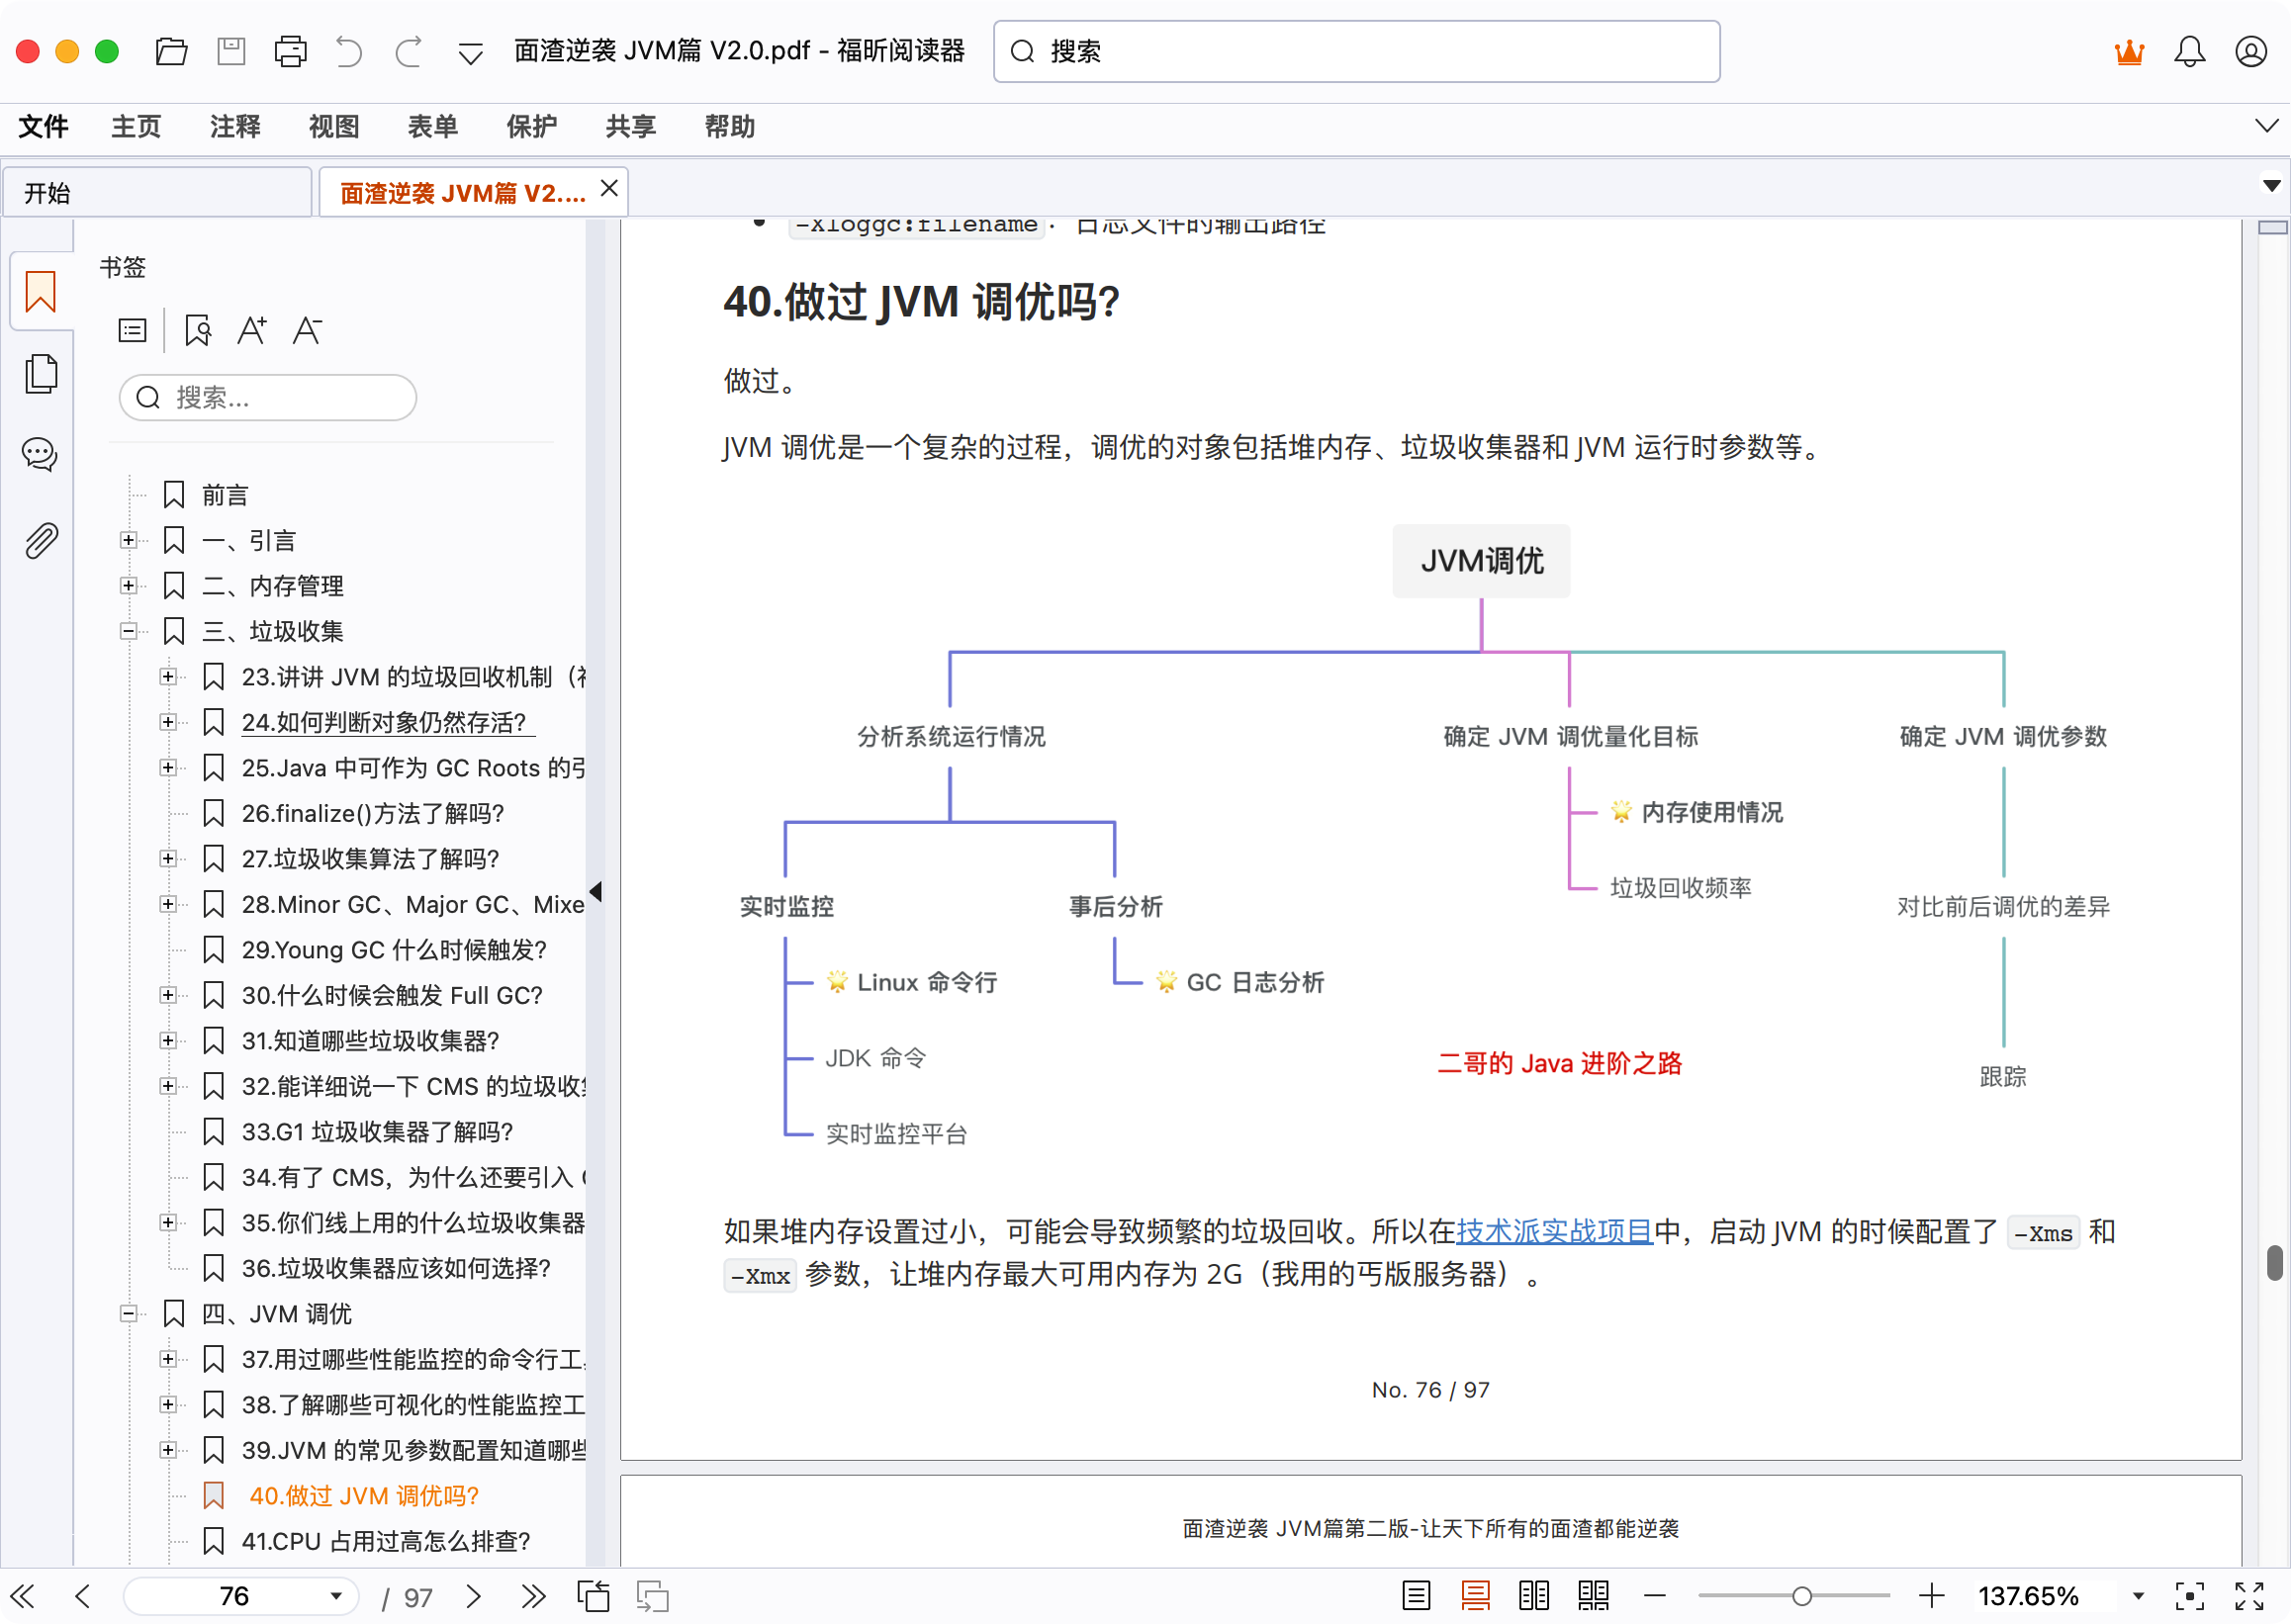 面渣逆袭 JVM篇 V2.0.pdf - 福昕阅读器
搜索
文件 主页 注释 视图 表单 保护 共享 帮助
开始
面渣逆袭 JVM篇 V2....
书签
搜索...
前言
一、引言
二、内存管理
三、垃圾收集
23.讲讲 JVM 的垃圾回收机制（
24.如何判断对象仍然存活?
25.Java 中可作为 GC Roots 的引
26.finalize()方法了解吗?
27.垃圾收集算法了解吗?
28.Minor GC、Major GC、Mixe
29.Young GC 什么时候触发?
30.什么时候会触发 Full GC?
31.知道哪些垃圾收集器?
32.能详细说一下 CMS 的垃圾收集
33.G1 垃圾收集器了解吗?
34.有了 CMS，为什么还要引入
35.你们线上用的什么垃圾收集器
36.垃圾收集器应该如何选择?
四、JVM 调优
37.用过哪些性能监控的命令行工
38.了解哪些可视化的性能监控工
39.JVM 的常见参数配置知道哪些
40.做过 JVM 调优吗?
41.CPU 占用过高怎么排查?
-Xloggc:filename： 日志文件的输出路径
40.做过 JVM 调优吗?
做过。
JVM 调优是一个复杂的过程，调优的对象包括堆内存、垃圾收集器和 JVM 运行时参数等。
JVM调优
分析系统运行情况
确定 JVM 调优量化目标
确定 JVM 调优参数
内存使用情况
垃圾回收频率
实时监控
事后分析
对比前后调优的差异
Linux 命令行
GC 日志分析
JDK 命令
二哥的 Java 进阶之路
跟踪
实时监控平台
如果堆内存设置过小，可能会导致频繁的垃圾回收。所以在技术派实战项目中，启动 JVM 的时候配置了 -Xms 和
-Xmx 参数，让堆内存最大可用内存为 2G（我用的丐版服务器）。
No. 76 / 97
面渣逆袭 JVM篇第二版-让天下所有的面渣都能逆袭
76 / 97
137.65%